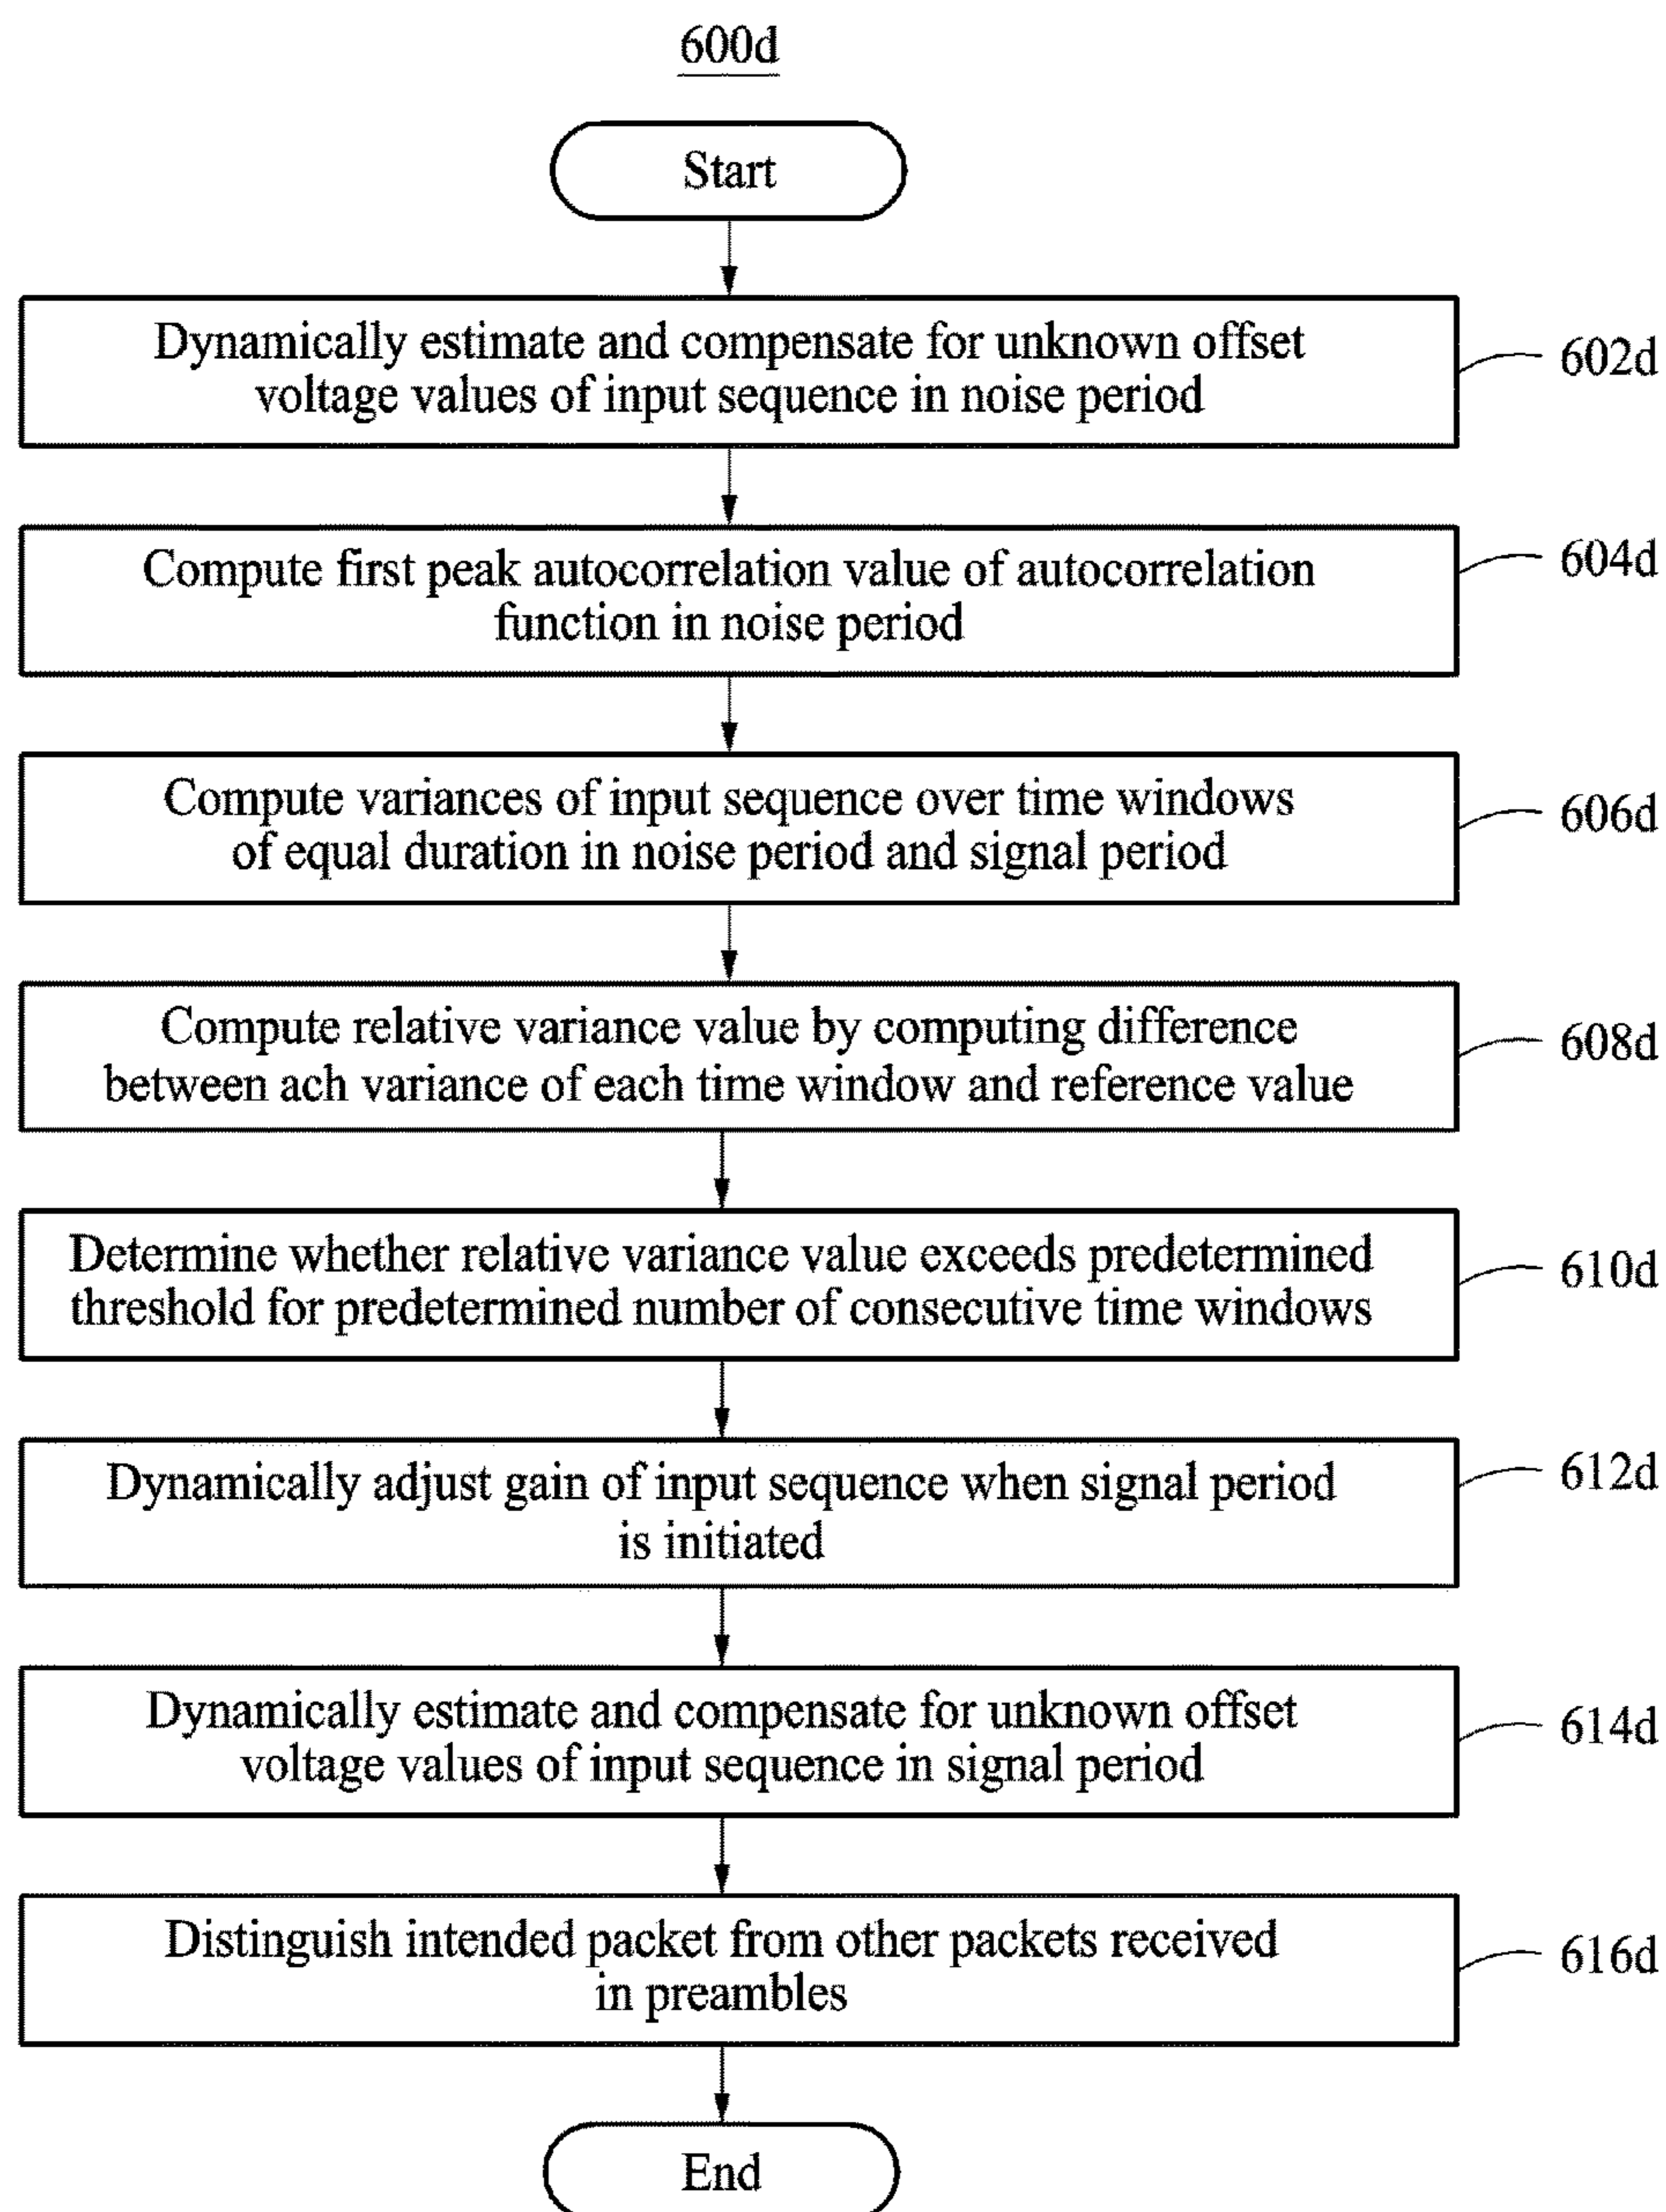 600d
Start
Dynamically estimate and compensate for unknown offset
voltage values of input sequence in noise period
602d
Compute first peak autocorrelation value of autocorrelation
function in noise period
604d
Compute variances of input sequence over time windows
of equal duration in noise period and signal period
606d
Compute relative variance value by computing difference
between ach variance of each time window and reference value
608d
Determine whether relative variance value exceeds predetermined
threshold for predetermined number of consecutive time windows
610d
Dynamically adjust gain of input sequence when signal period
is initiated
612d
Dynamically estimate and compensate for unknown offset
voltage values of input sequence in signal period
614d
Distinguish intended packet from other packets received
in preambles
616d
End